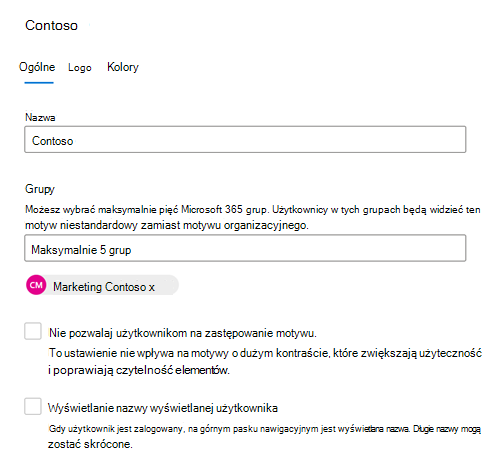 Contoso
Ogólne Logo Kolory
Nazwa
Contoso
Grupy
Możesz wybrać maksymalnie pięć Microsoft 365 grup. Użytkownicy w tych grupach będą widzieć ten
motyw niestandardowy zamiast motywu organizacyjnego.
Maksymalnie 5 grup
CM Marketing Contoso x
Nie pozwalaj użytkownikom na zastępowanie motywu.
To ustawienie nie wpływa na motywy o dużym kontraście, które zwiększają użyteczność
i poprawiają czytelność elementów.
Wyświetlanie nazwy wyświetlanej użytkownika
Gdy użytkownik jest zalogowany, na górnym pasku nawigacyjnym jest wyświetlana nazwa. Długie nazwy mogą
zostać skrócone.